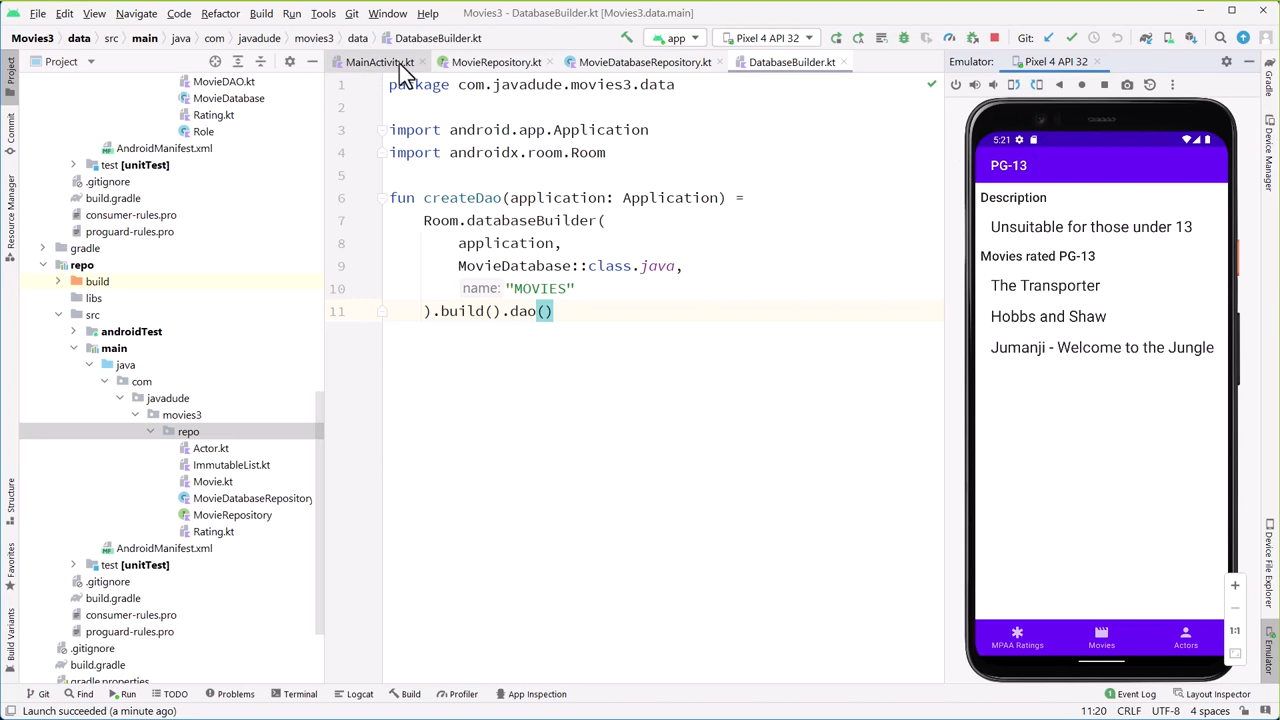 File Edit View Navigate Code Refactor Build Run Tools Git Window Help Movies3 - DatabaseBuilder.kt [Movies3.data.main]
Movies3 data src main java com javadude movies3 data DatabaseBuilder.kt app Pixel 4 API 32 Git:
Project MainActivity.kt MovieRepository.kt MovieDatabaseRepository.kt DatabaseBuilder.kt Emulator: Pixel 4 API 32
Project
Commit
Resource Manager
Structure
Favorites
Build Variants
MovieDAO.kt
MovieDatabase
Rating.kt
Role
AndroidManifest.xml
test [unitTest]
.gitignore
build.gradle
consumer-rules.pro
proguard-rules.pro
gradle
repo
build
libs
src
androidTest
main
java
com
javadude
movies3
repo
Actor.kt
ImmutableList.kt
Movie.kt
MovieDatabaseRepository
MovieRepository
Rating.kt
AndroidManifest.xml
test [unitTest]
.gitignore
build.gradle
consumer-rules.pro
proguard-rules.pro
.gitignore
build.gradle
gradle.properties
1 package com.javadude.movies3.data
2
3 import android.app.Application
4 import androidx.room.Room
5
6 fun createDao(application: Application) =
7 Room.databaseBuilder(
8 application,
9 MovieDatabase::class.java,
10 name: "MOVIES"
11 ).build().dao()
5:21
PG-13
Description
Unsuitable for those under 13
Movies rated PG-13
The Transporter
Hobbs and Shaw
Jumanji - Welcome to the Jungle
MPAA Ratings Movies Actors
1:1
Gradle
Device Manager
Device File Explorer
Emulator
Git Find Run TODO Problems Terminal Logcat Build Profiler App Inspection Event Log Layout Inspector
Launch succeeded (a minute ago) 11:20 CRLF UTF-8 4 spaces